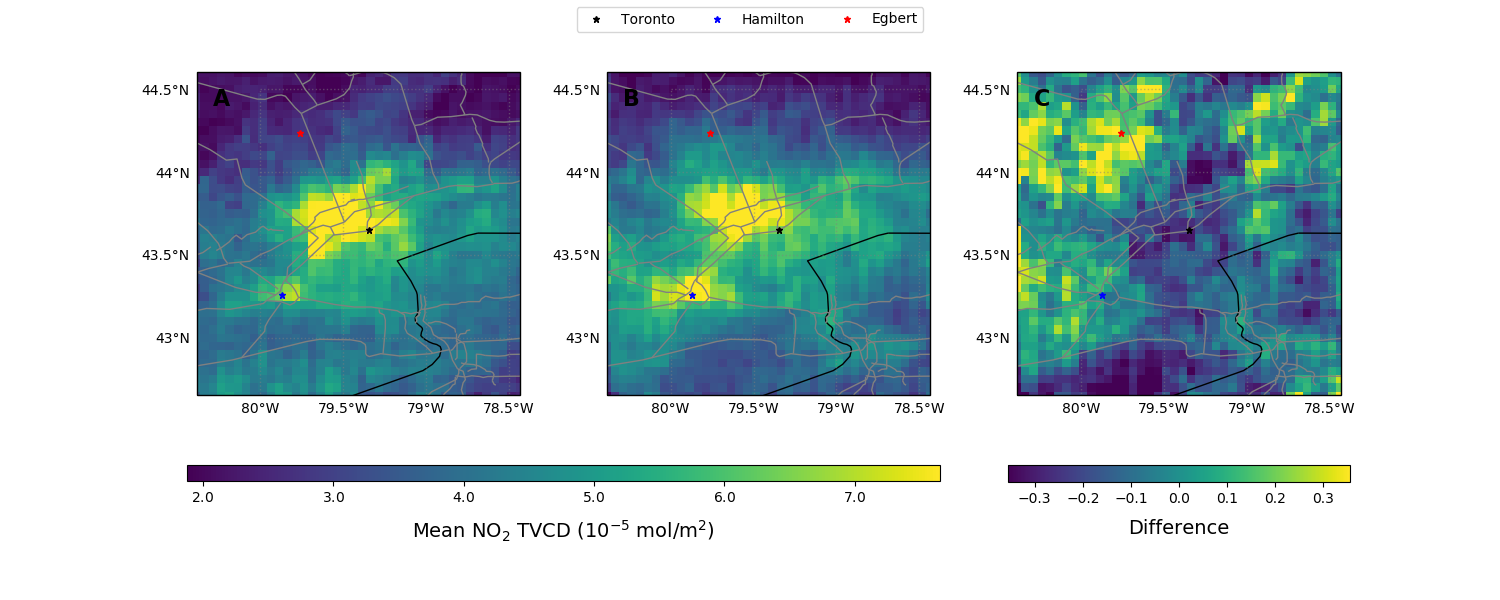 Toronto Hamilton Egbert
A B C
44.5°N 44.5°N 44.5°N
44°N 44°N 44°N
43.5°N 43.5°N 43.5°N
43°N 43°N 43°N
80°W 79.5°W 79°W 78.5°W 80°W 79.5°W 79°W 78.5°W 80°W 79.5°W 79°W 78.5°W
2.0 3.0 4.0 5.0 6.0 7.0 −0.3 −0.2 −0.1 0.0 0.1 0.2 0.3
Mean NO₂ TVCD (10⁻⁵ mol/m²) Difference